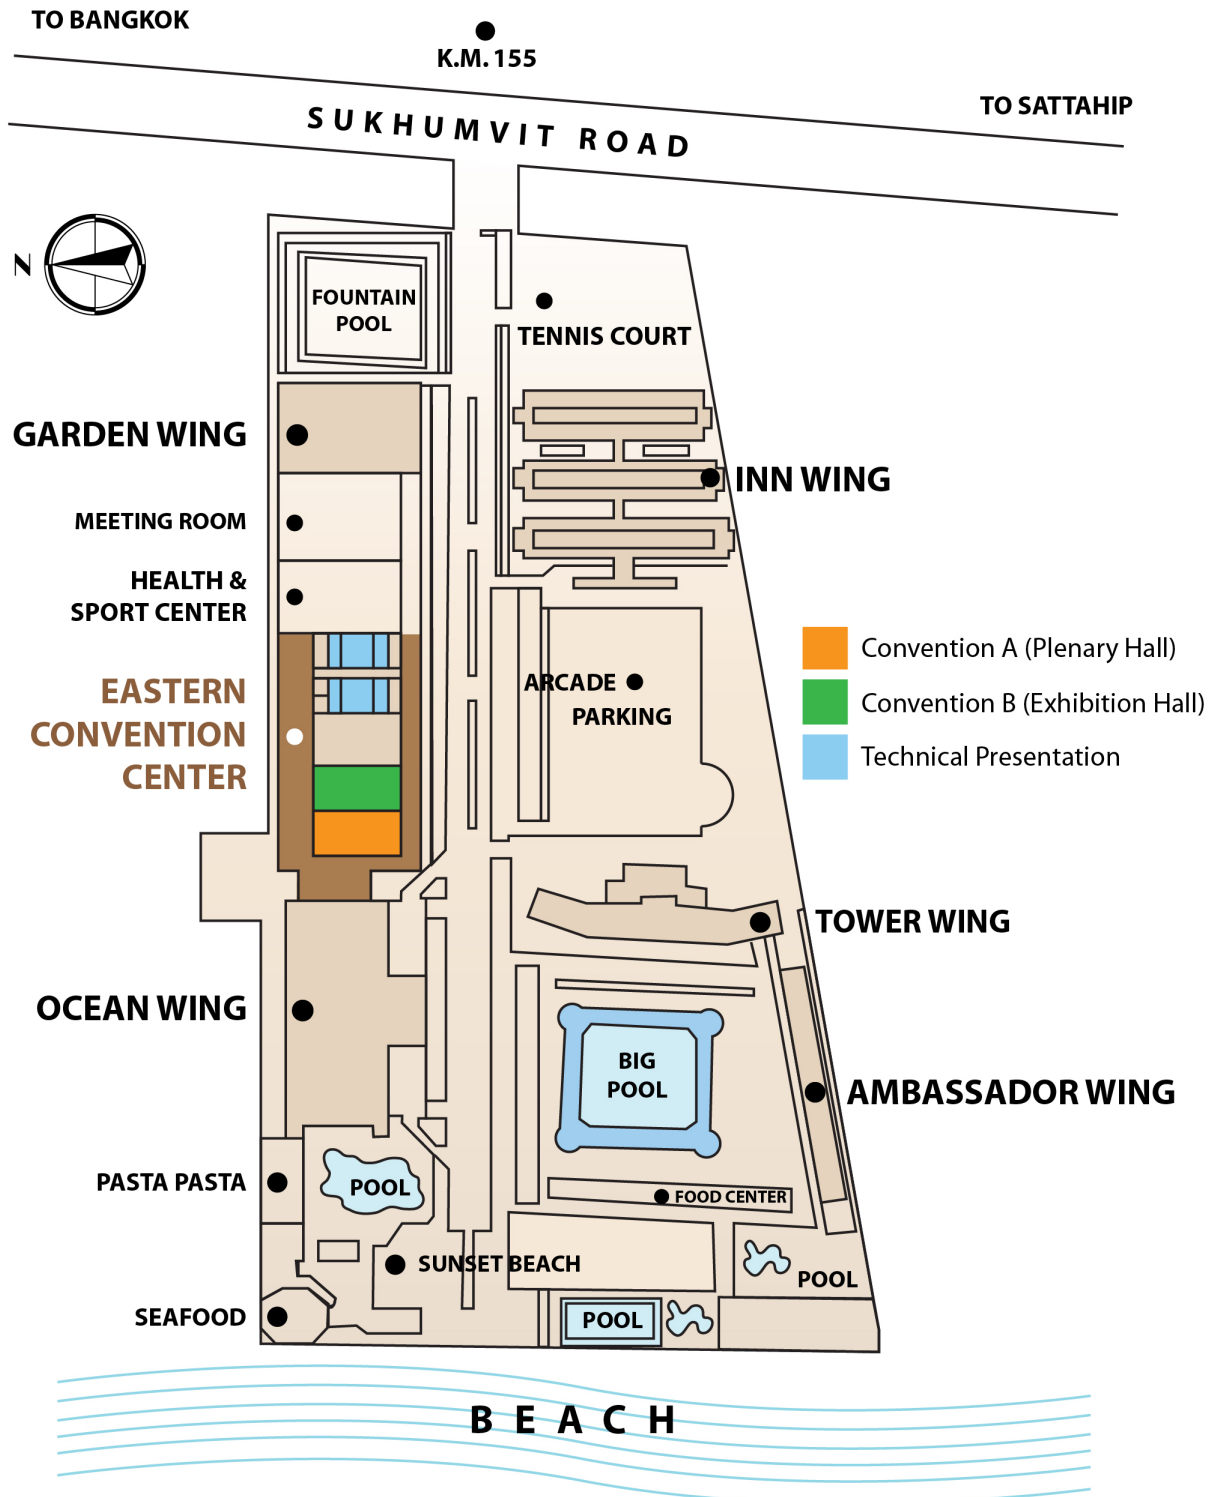 TO BANGKOK
K.M. 155
TO SATTAHIP
SUKHUMVIT ROAD
N
FOUNTAIN
POOL
TENNIS COURT
GARDEN WING
INN WING
MEETING ROOM
HEALTH &
SPORT CENTER
EASTERN
CONVENTION
CENTER
ARCADE
PARKING
Convention A (Plenary Hall)
Convention B (Exhibition Hall)
Technical Presentation
TOWER WING
OCEAN WING
BIG
POOL
AMBASSADOR WING
PASTA PASTA
POOL
FOOD CENTER
SUNSET BEACH
POOL
SEAFOOD
POOL
BEACH